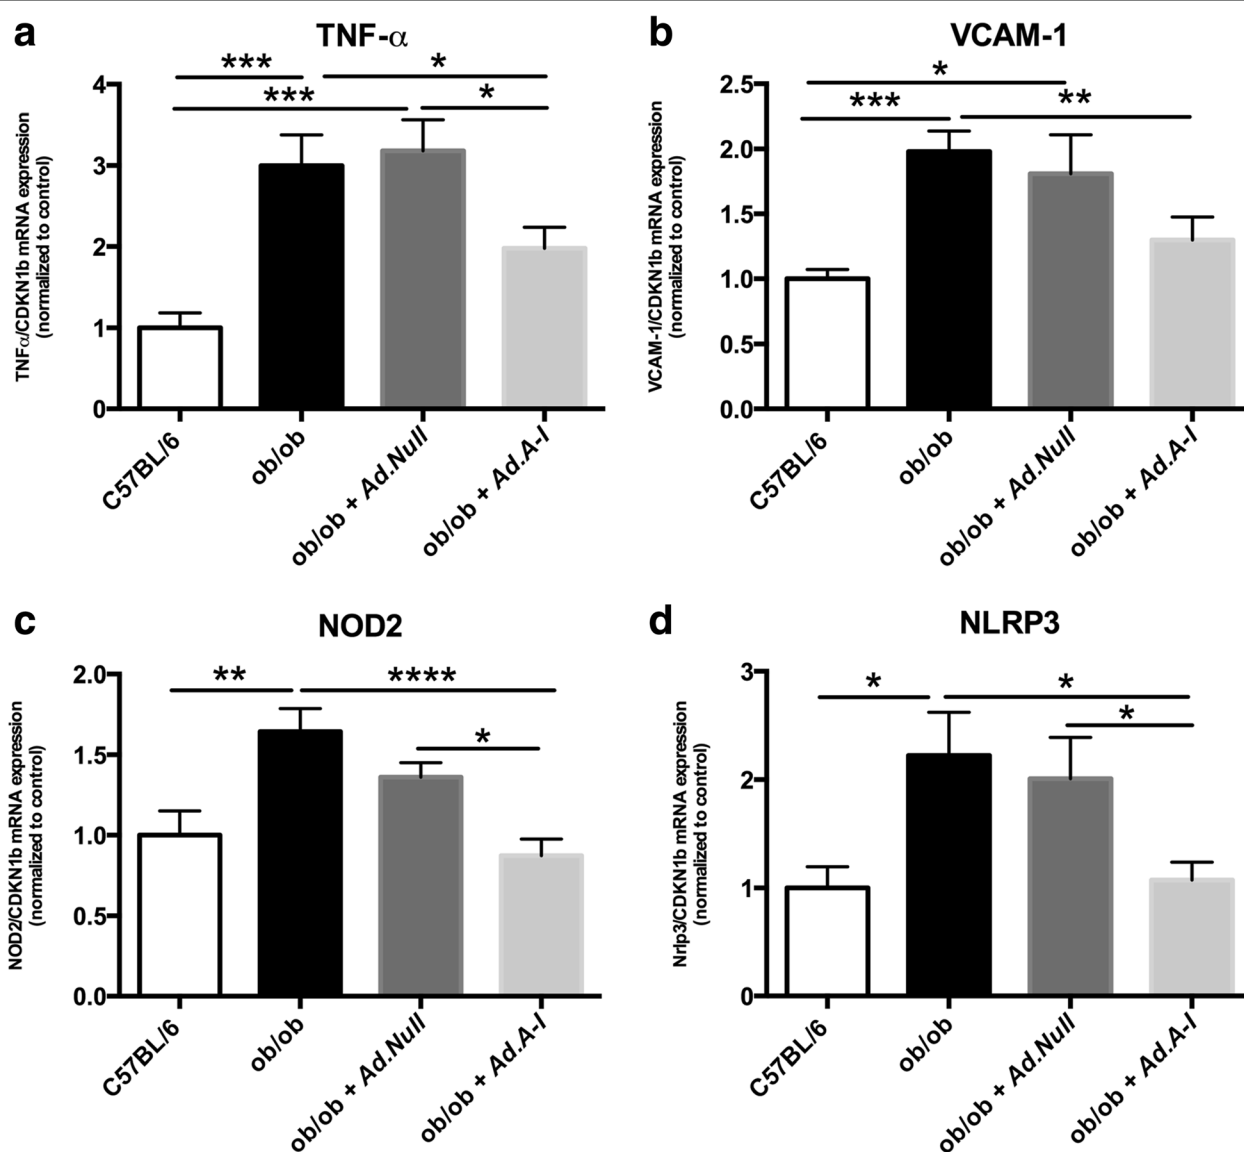 a
TNF-α
TNFα/CDKN1b mRNA expression
(normalized to control)
***
*
***
*
4
3
2
1
0
C57BL/6
ob/ob
ob/ob + Ad.Null
ob/ob + Ad.A-I
b
VCAM-1
VCAM-1/CDKN1b mRNA expression
(normalized to control)
*
***
**
2.5
2.0
1.5
1.0
0.5
0.0
C57BL/6
ob/ob
ob/ob + Ad.Null
ob/ob + Ad.A-I
c
NOD2
NOD2/CDKN1b mRNA expression
(normalized to control)
**
****
*
2.0
1.5
1.0
0.5
0.0
C57BL/6
ob/ob
ob/ob + Ad.Null
ob/ob + Ad.A-I
d
NLRP3
Nrlp3/CDKN1b mRNA expression
(normalized to control)
*
*
*
3
2
1
0
C57BL/6
ob/ob
ob/ob + Ad.Null
ob/ob + Ad.A-I